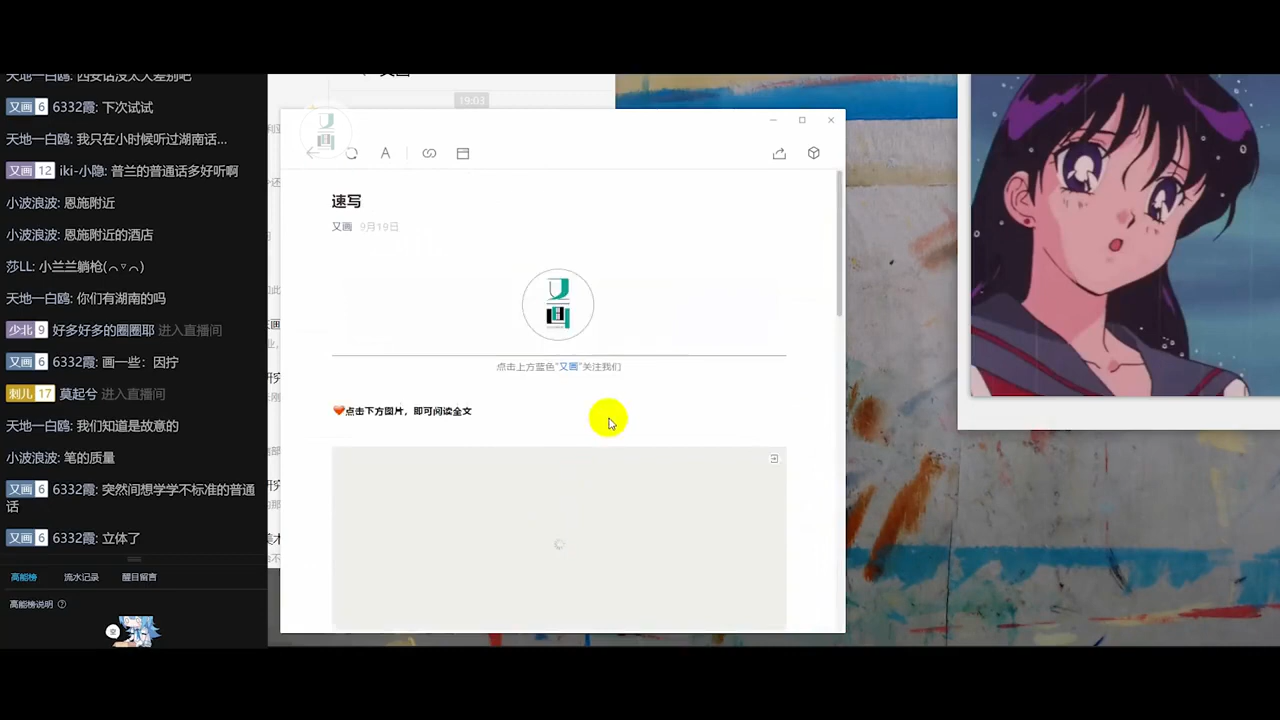 天地一白鸥: 西安话没太大差别吧
又画 6 6332霞: 下次试试
天地一白鸥: 我只在小时候听过湖南话...
又画 12 iki-小隐: 普兰的普通话多好听啊
小波浪波: 恩施附近
小波浪波: 恩施附近的酒店
莎LL: 小兰兰躺枪(⌒▿⌒)
天地一白鸥: 你们有湖南的吗
少北 9 好多好多的圈圈耶 进入直播间
又画 6 6332霞: 画一些：因拧
刺儿 17 莫起兮 进入直播间
天地一白鸥: 我们知道是故意的
小波浪波: 笔的质量
又画 6 6332霞: 突然间想学学不标准的普通
话
又画 6 6332霞: 立体了
高能榜 流水记录 醒目留言
高能榜说明
19:03
速写
又画 9月19日
点击上方蓝色"又画"关注我们
点击下方图片，即可阅读全文